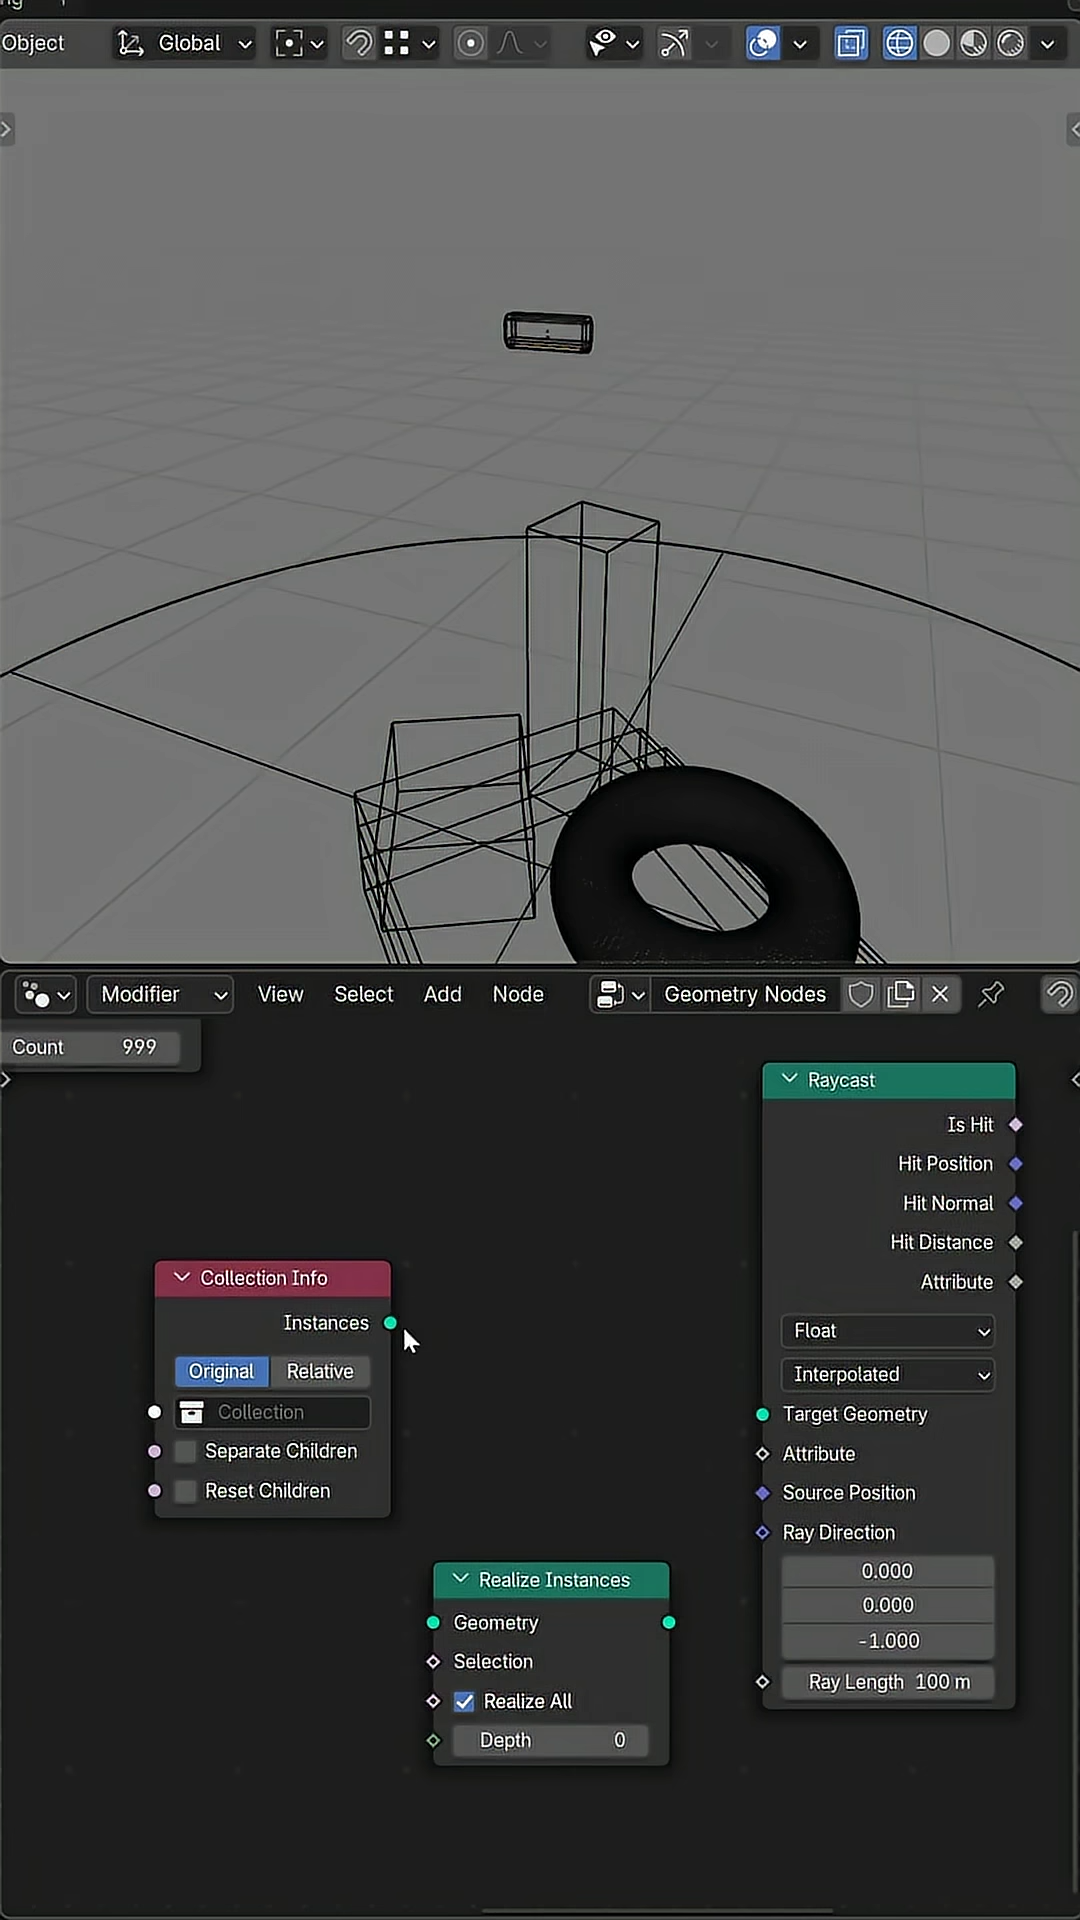 Object
Global
Modifier
View
Select
Add
Node
Geometry Nodes
Count 999
Raycast
Is Hit
Hit Position
Hit Normal
Hit Distance
Attribute
Float
Interpolated
Target Geometry
Attribute
Source Position
Ray Direction
0.000
0.000
-1.000
Ray Length 100 m
Collection Info
Instances
Original Relative
Collection
Separate Children
Reset Children
Realize Instances
Geometry
Selection
Realize All
Depth 0